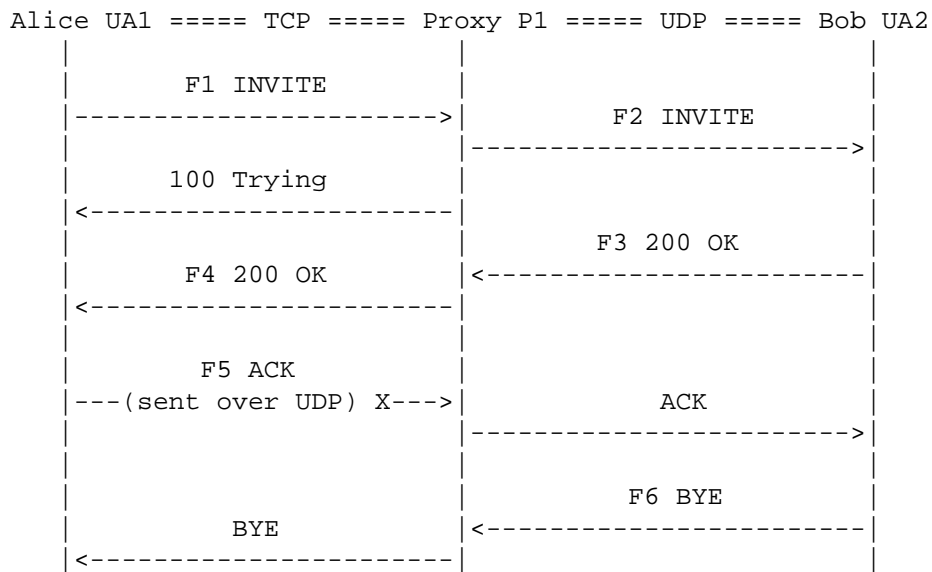 Alice UA1 ===== TCP ===== Proxy P1 ===== UDP ===== Bob UA2
F1 INVITE
F2 INVITE
100 Trying
F3 200 OK
F4 200 OK
F5 ACK
(sent over UDP) X
ACK
F6 BYE
BYE